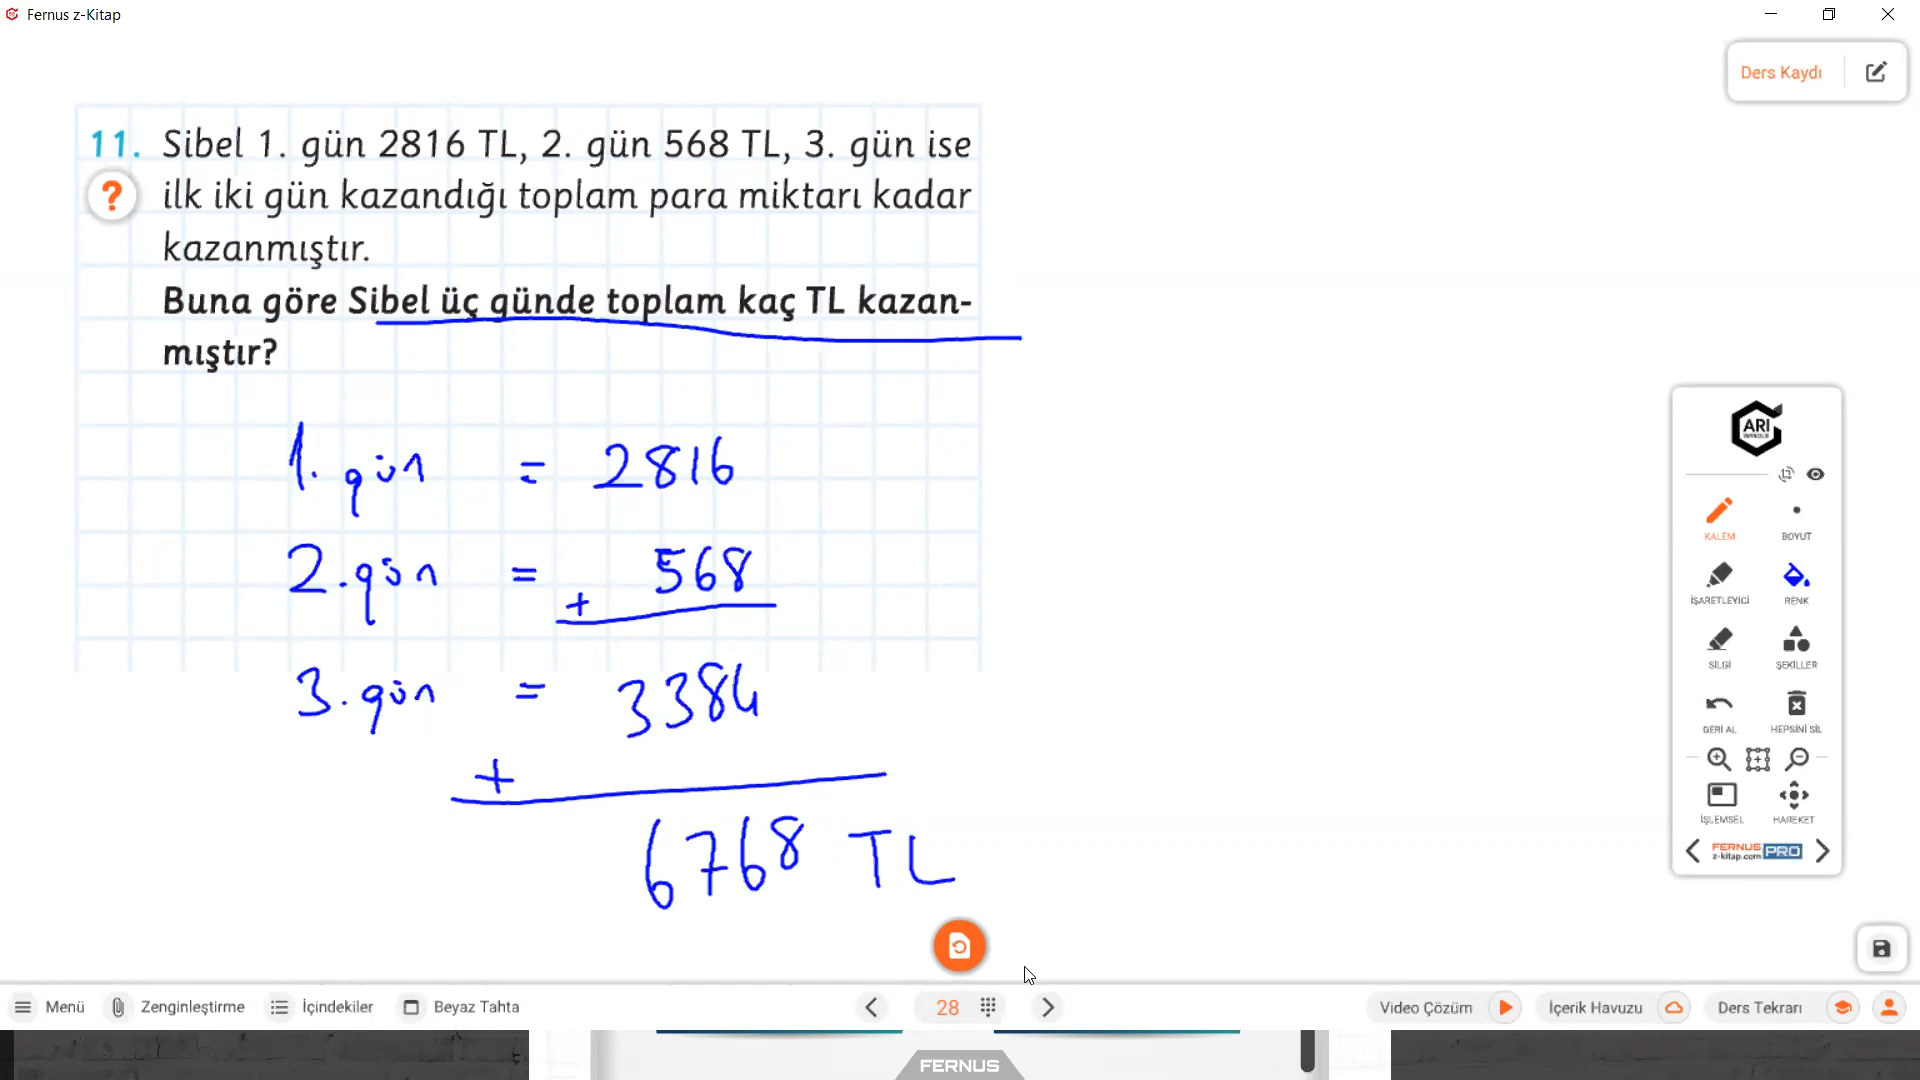 Fernus z-Kitap
Ders Kaydı
11. Sibel 1. gün 2816 TL, 2. gün 568 TL, 3. gün ise
? ilk iki gün kazandığı toplam para miktarı kadar
kazanmıştır.
Buna göre Sibel üç günde toplam kaç TL kazan-
mıştır?
1. gün = 2816
2. gün = 568
+
3. gün = 3384
+
6768 TL
ARI
KALEM
BOYUT
İŞARETLEYİCİ
RENK
SİLGİ
ŞEKİLLER
GERİ AL
HEPSİNİ SİL
İŞLEMSEL
HAREKET
FERNUS
z-kitap.com PRO
Menü
Zenginleştirme
İçindekiler
Beyaz Tahta
28
Video Çözüm
İçerik Havuzu
Ders Tekrarı
FERNUS